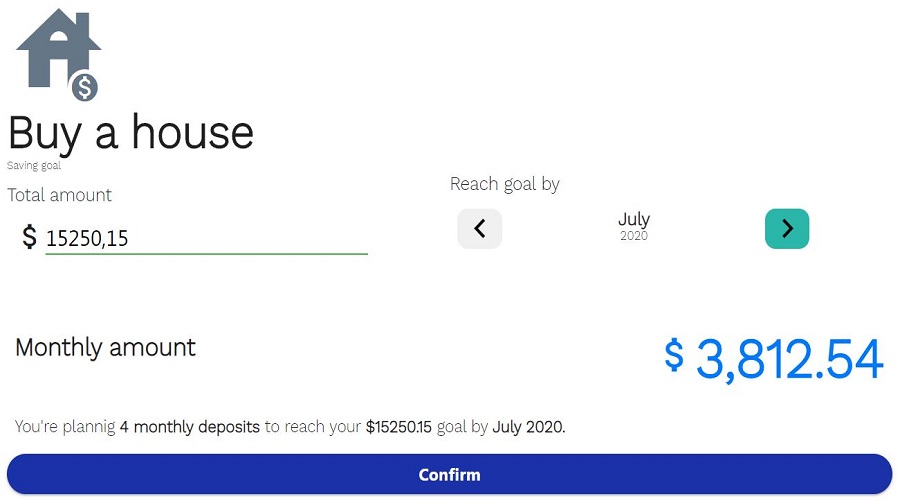 Buy a house
Saving goal
Total amount
$ 15250,15
Reach goal by
July
2020
Monthly amount
$ 3,812.54
You're plannig 4 monthly deposits to reach your $15250.15 goal by July 2020.
Confirm